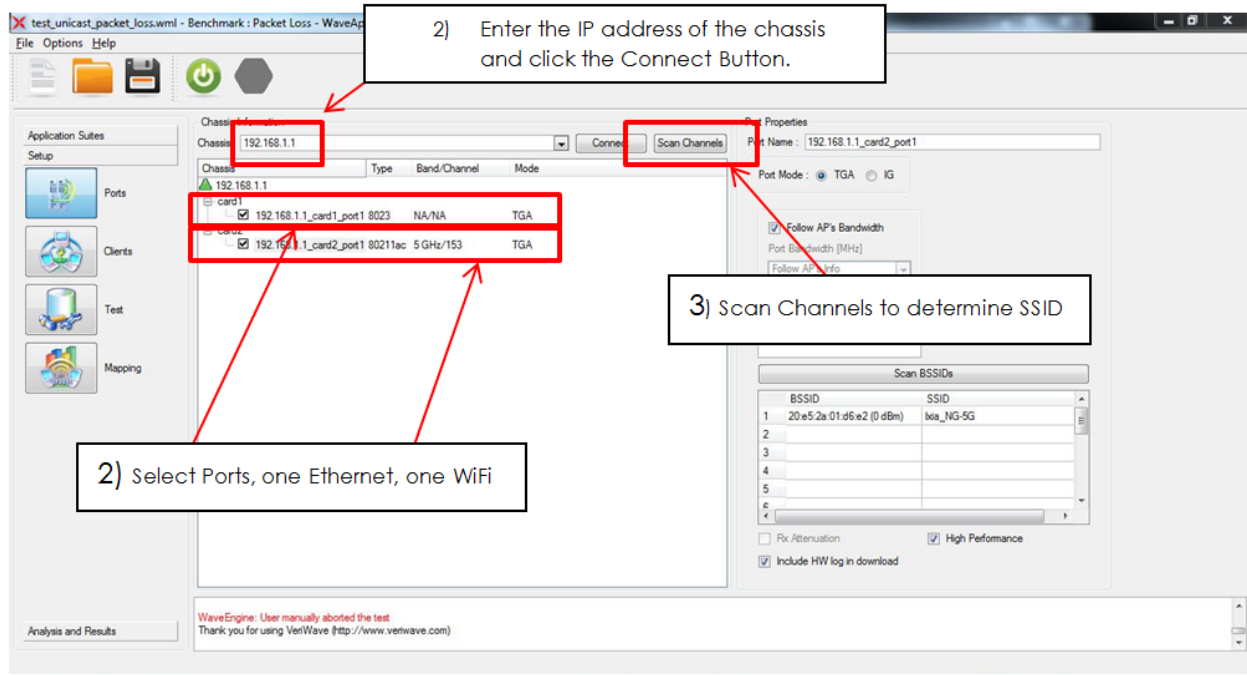 test_unicast_packet_loss.wml - Benchmark : Packet Loss - WaveAp
File Options Help
2) Enter the IP address of the chassis
and click the Connect Button.
Application Suites
Setup
Ports
Clients
Test
Mapping
Analysis and Results
Chassis Information
Chassis 192.168.1.1
Connect
Scan Channels
Chassis Type Band/Channel Mode
192.168.1.1
card1
192.168.1.1_card1_port1 8023 NA/NA TGA
card2
192.168.1.1_card2_port1 80211ac 5 GHz/153 TGA
2) Select Ports, one Ethernet, one WiFi
Port Properties
Port Name : 192.168.1.1_card2_port1
Port Mode : TGA IG
Follow AP's Bandwidth
Port Bandwidth [MHz]
Follow AP's Info
3) Scan Channels to determine SSID
Scan BSSIDs
BSSID SSID
1 20:e5:2a:01:d6:e2 (0 dBm) Ixia_NG-5G
2
3
4
5
6
Rx Attenuation
High Performance
Include HW log in download
WaveEngine: User manually aborted the test
Thank you for using VeriWave (http://www.veriwave.com)